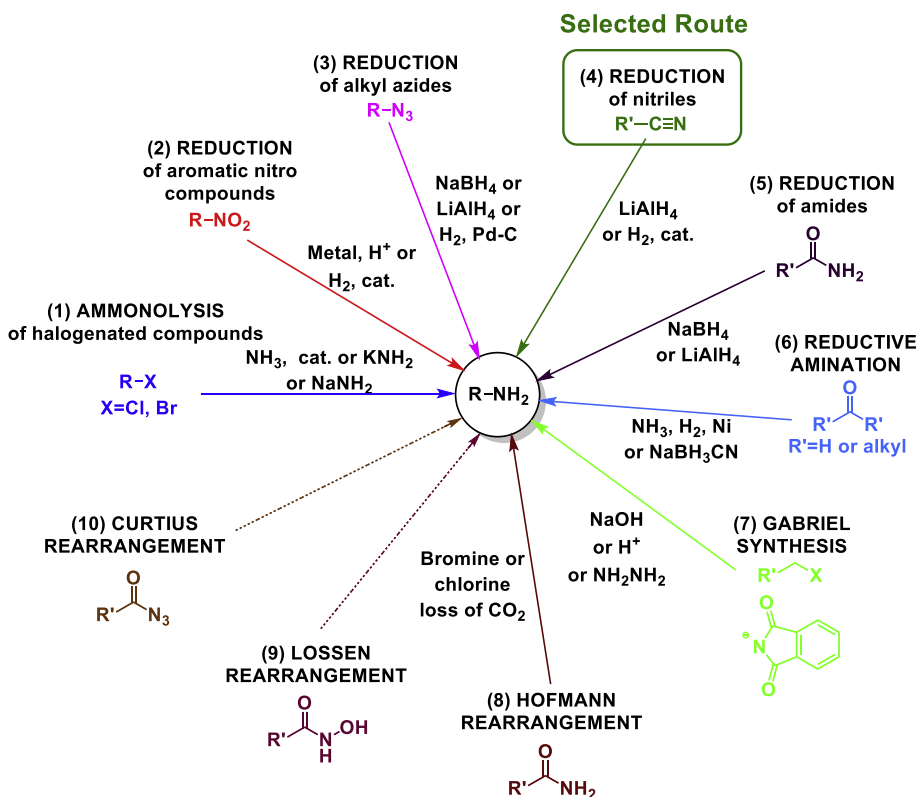 Selected Route
(3) REDUCTION
of alkyl azides
R–N₃
(4) REDUCTION
of nitriles
R'–C≡N
(2) REDUCTION
of aromatic nitro
compounds
R–NO₂
NaBH₄ or
LiAlH₄ or
H₂, Pd-C
LiAlH₄
or H₂, cat.
(5) REDUCTION
of amides
O
R' NH₂
Metal, H⁺ or
H₂, cat.
(1) AMMONOLYSIS
of halogenated compounds
R–X
X=Cl, Br
NH₃, cat. or KNH₂
or NaNH₂
R–NH₂
NaBH₄
or LiAlH₄
(6) REDUCTIVE
AMINATION
O
R' R'
R'=H or alkyl
NH₃, H₂, Ni
or NaBH₃CN
(10) CURTIUS
REARRANGEMENT
O
R' N₃
Bromine or
chlorine
loss of CO₂
NaOH
or H⁺
or NH₂NH₂
(7) GABRIEL
SYNTHESIS
R' X
O
⊖
N
O
(9) LOSSEN
REARRANGEMENT
O
R' N OH
H
(8) HOFMANN
REARRANGEMENT
O
R' NH₂